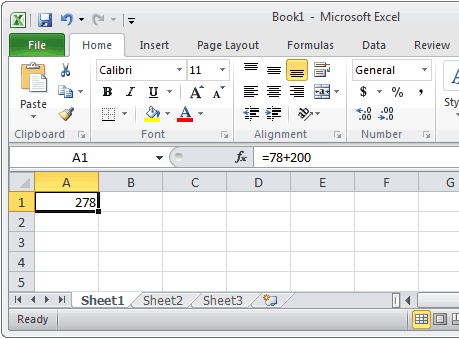 Book1 - Microsoft Excel
File Home Insert Page Layout Formulas Data Review
Calibri 11 General
B I U A A $ % ,
Paste A .00 .0
Sty
Clipboard Font Alignment Number
A1 fx =78+200
A B C D E F G
1 278
2
3
4
5
Sheet1 Sheet2 Sheet3
Ready